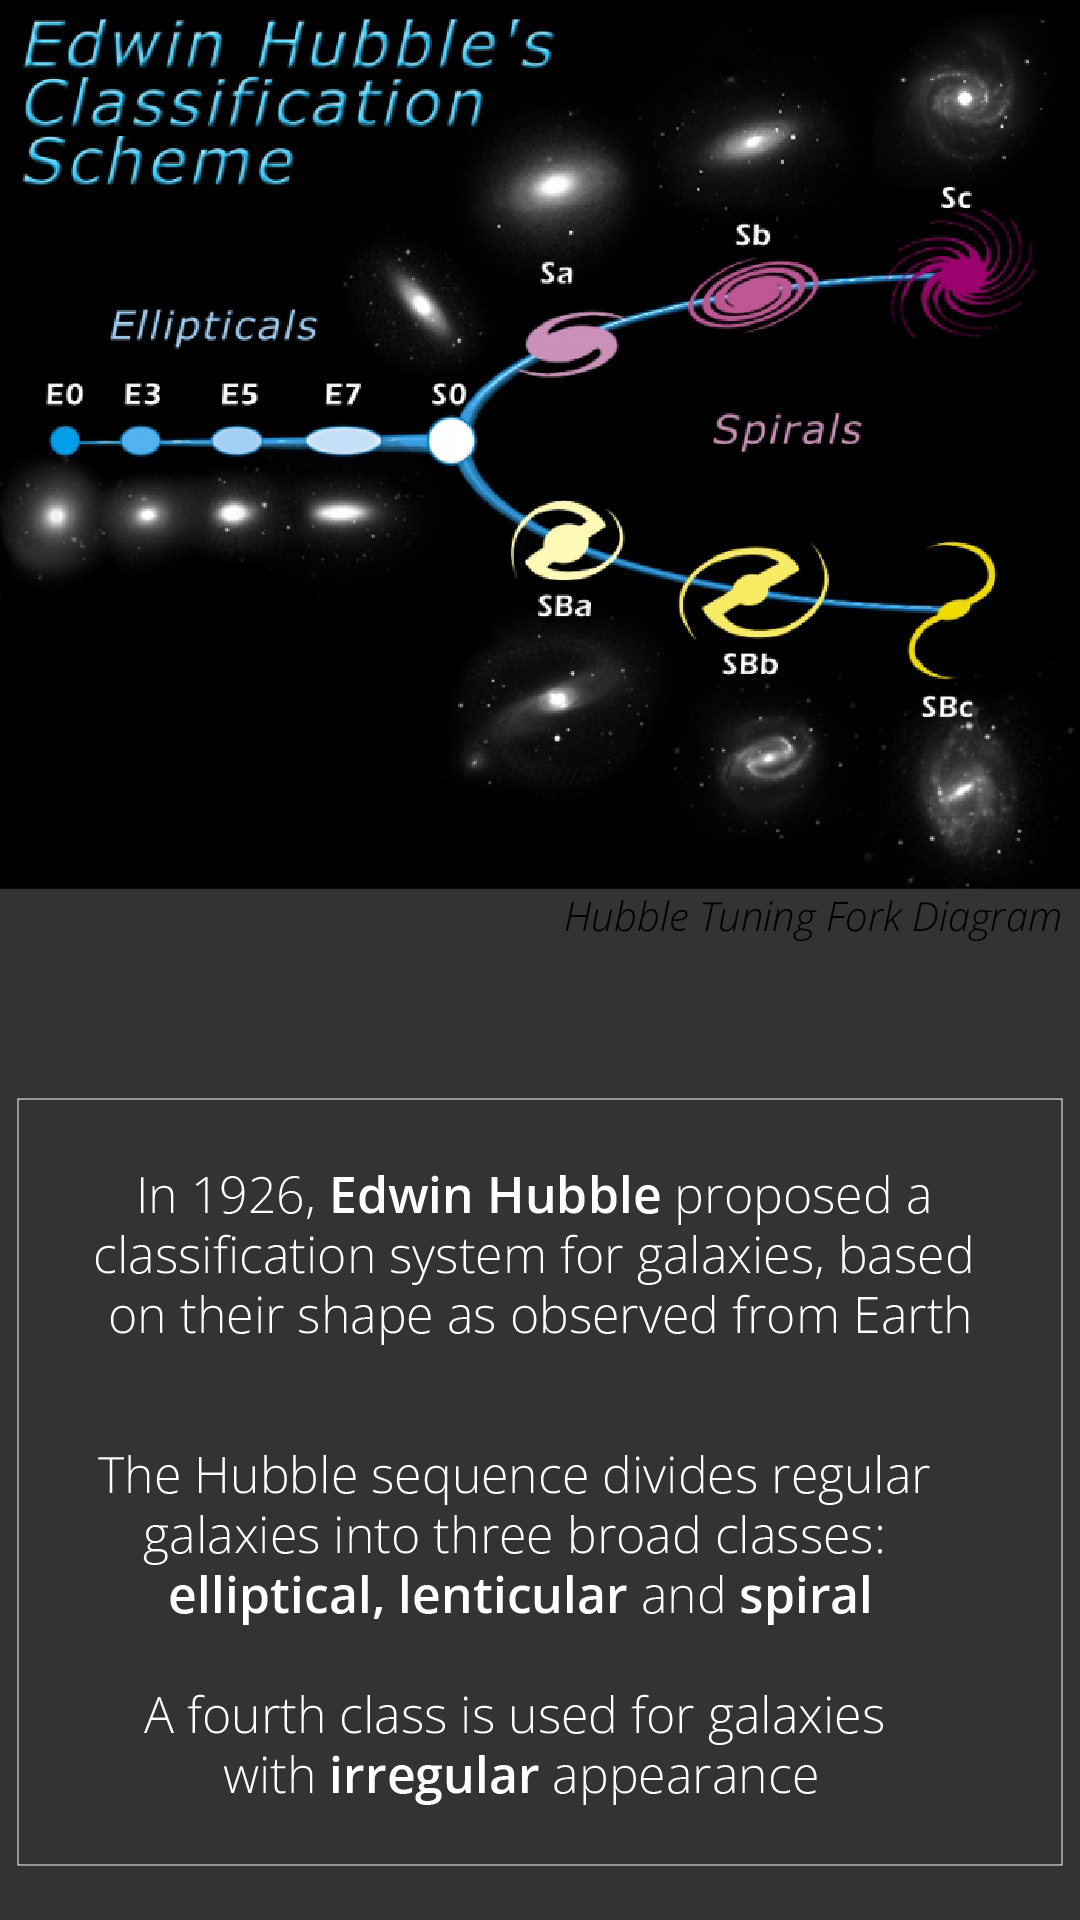 Edwin Hubble's
Classification
Scheme
Sc
Sb
Sa
Ellipticals
E0 E3 E5 E7 S0
Spirals
SBa
SBb
SBc
Hubble Tuning Fork Diagram
In 1926, Edwin Hubble proposed a
classification system for galaxies, based
on their shape as observed from Earth
The Hubble sequence divides regular
galaxies into three broad classes:
elliptical, lenticular and spiral
A fourth class is used for galaxies
with irregular appearance